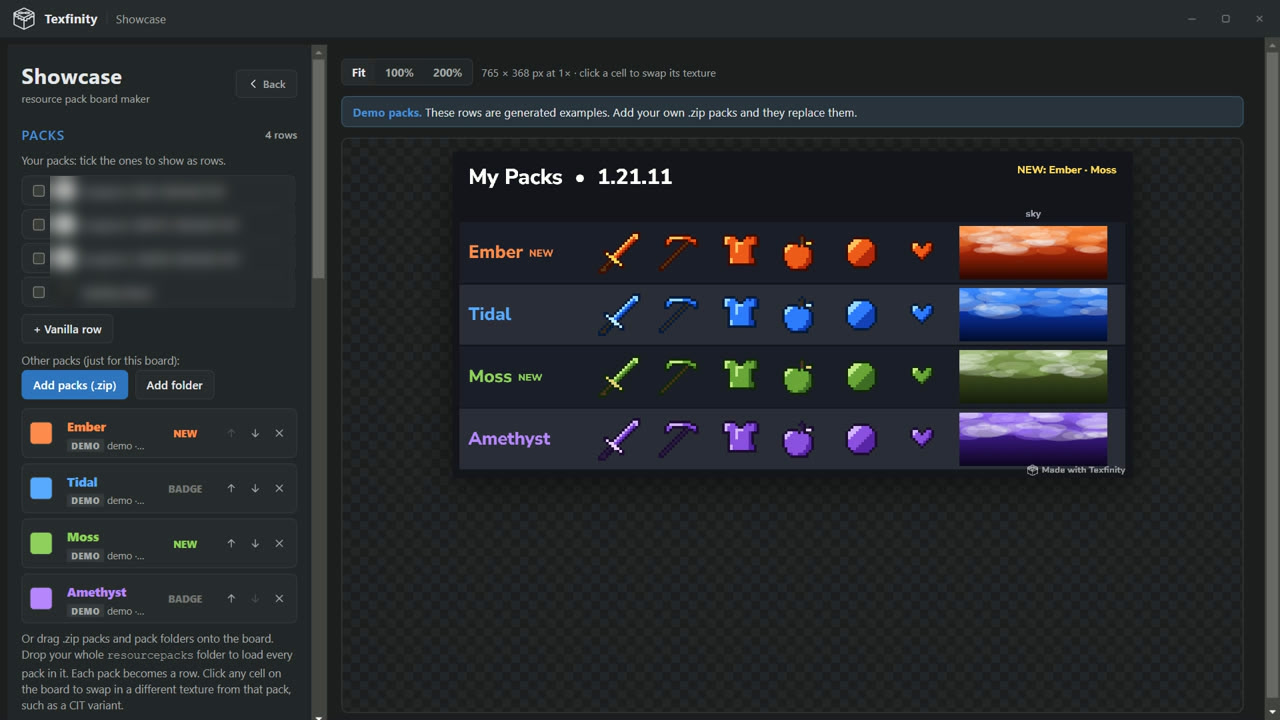 Texfinity
Showcase
Showcase
Back
resource pack board maker
PACKS
4 rows
Your packs: tick the ones to show as rows.
+ Vanilla row
Other packs (just for this board):
Add packs (.zip)
Add folder
Ember
DEMO demo ·...
NEW
Tidal
DEMO demo ·...
BADGE
Moss
DEMO demo ·...
NEW
Amethyst
DEMO demo ·...
BADGE
Or drag .zip packs and pack folders onto the board.
Drop your whole resourcepacks folder to load every
pack in it. Each pack becomes a row. Click any cell on
the board to swap in a different texture from that pack,
such as a CIT variant.
Fit 100% 200% 765 × 368 px at 1× · click a cell to swap its texture
Demo packs. These rows are generated examples. Add your own .zip packs and they replace them.
My Packs • 1.21.11
NEW: Ember · Moss
sky
Ember NEW
Tidal
Moss NEW
Amethyst
Made with Texfinity